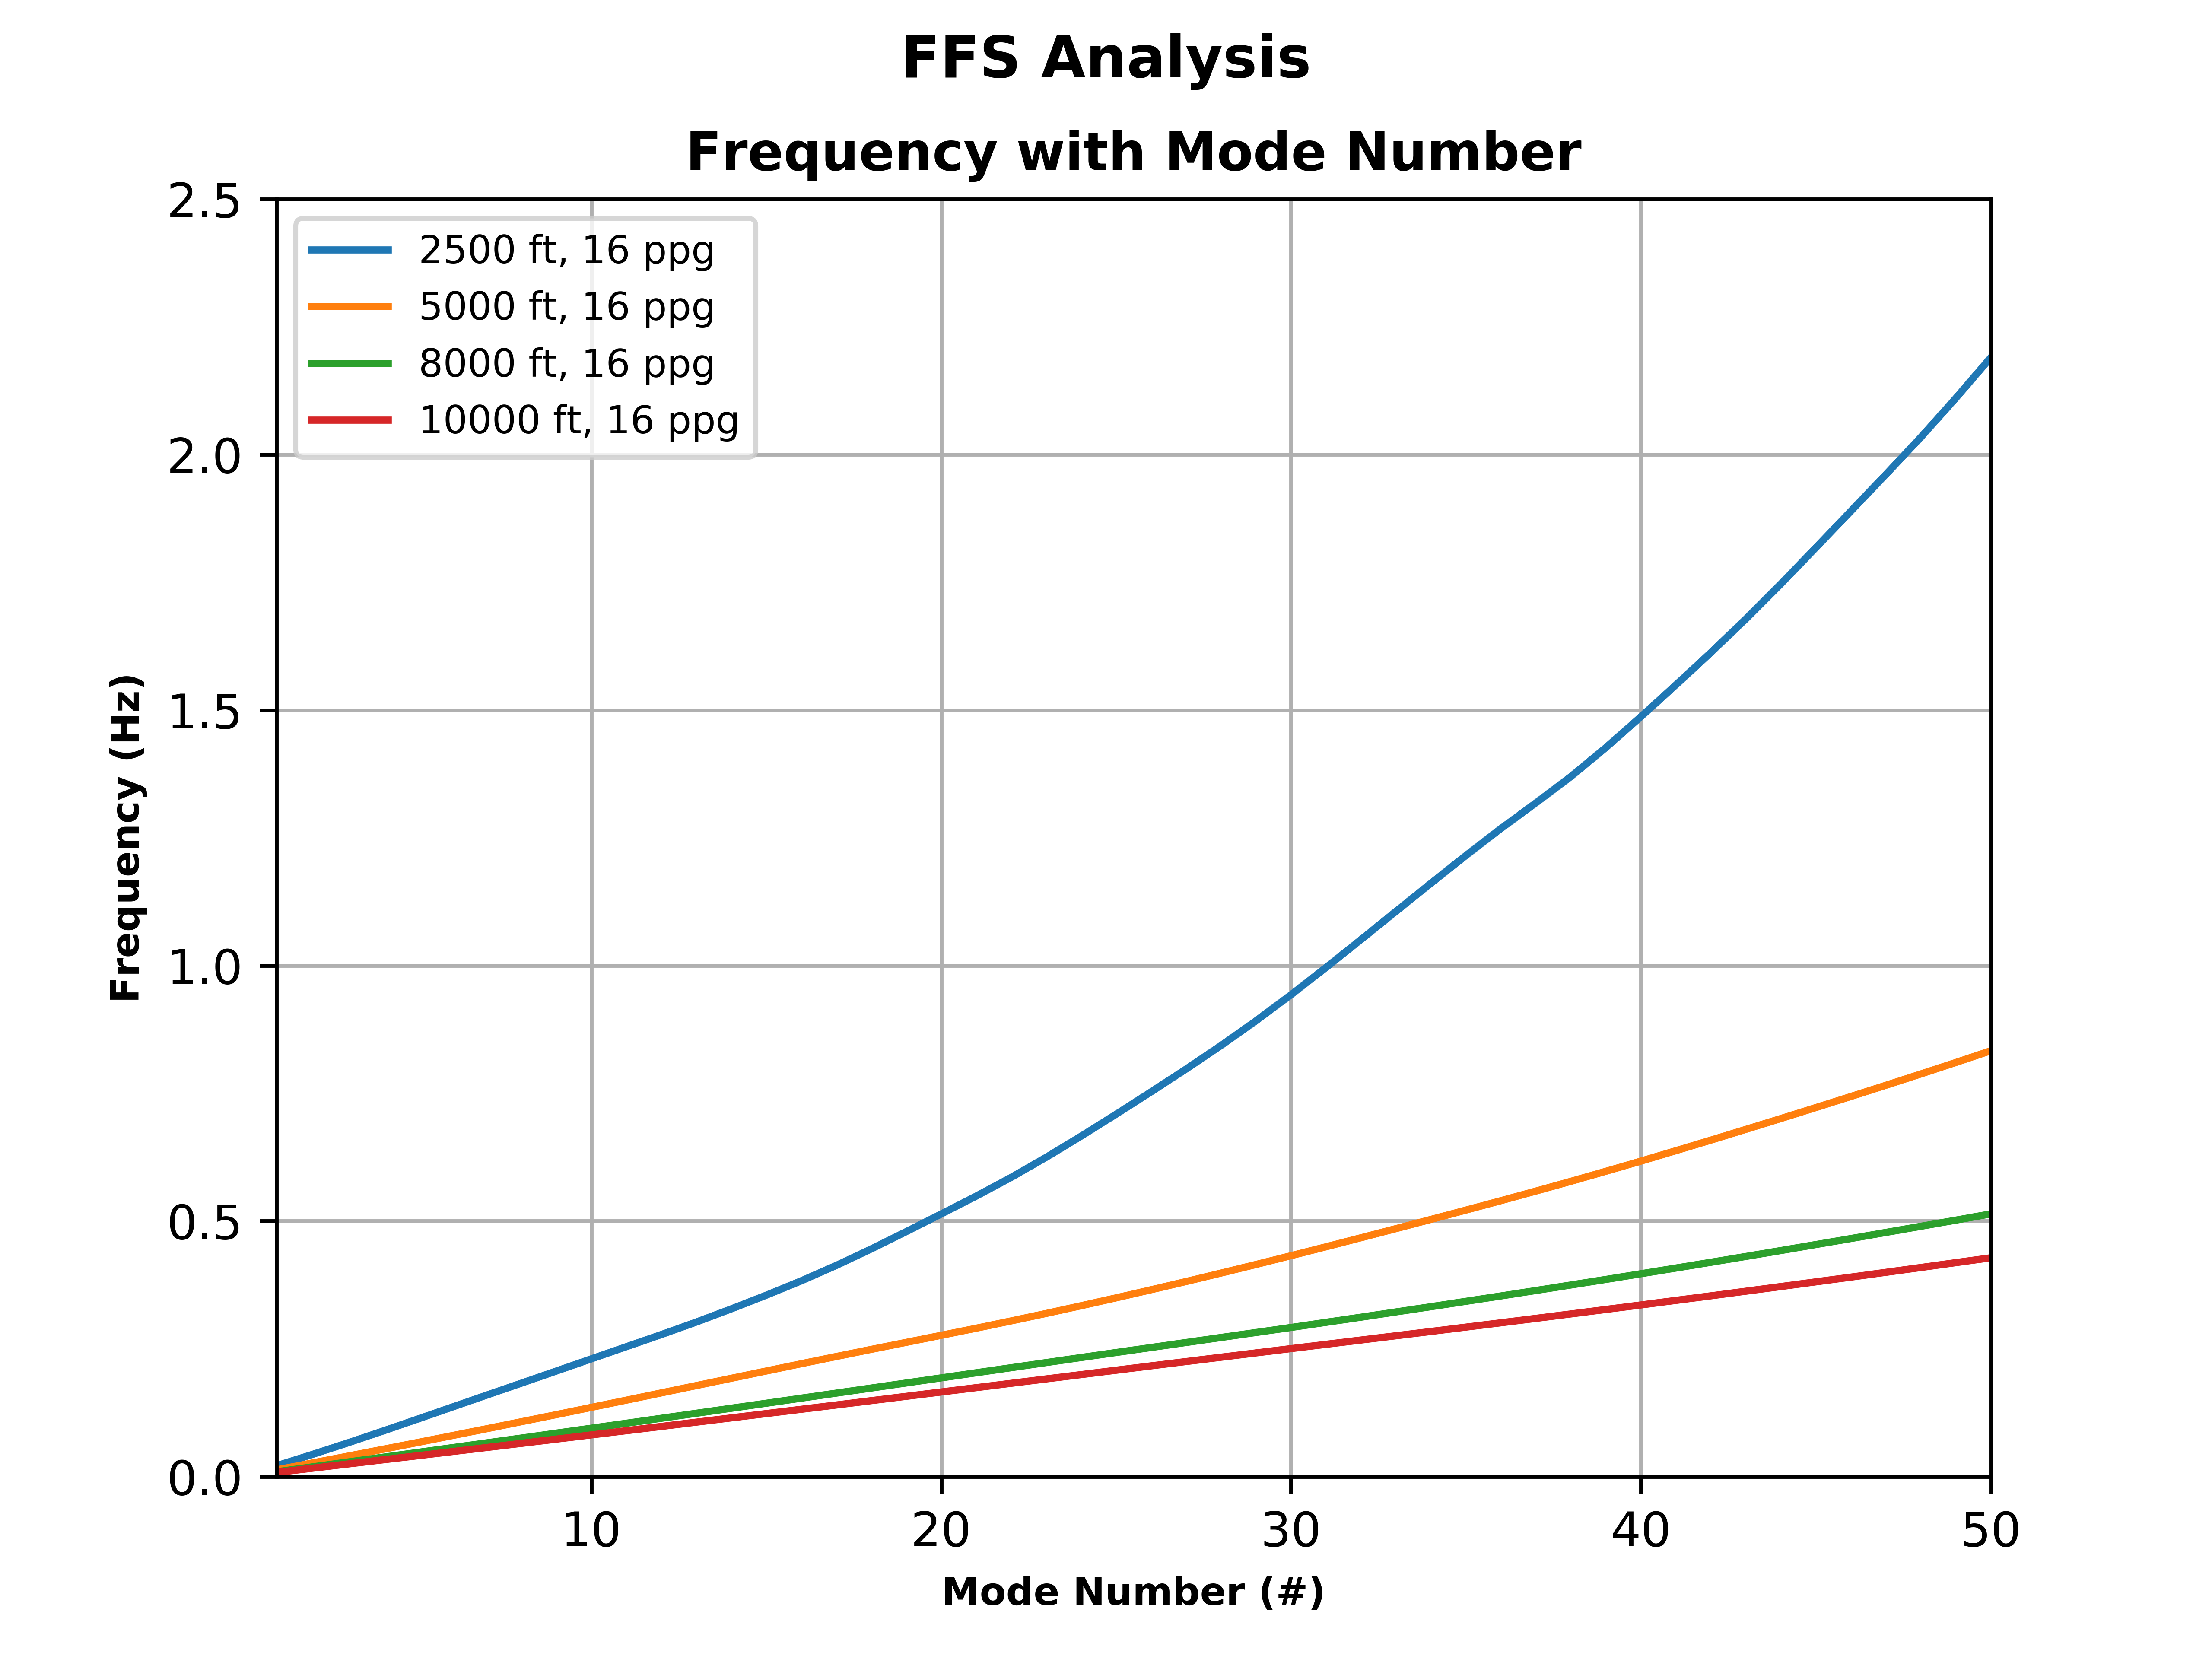 FFS Analysis
Frequency with Mode Number
2.5
2.0
1.5
1.0
0.5
0.0
Frequency (Hz)
2500 ft, 16 ppg
5000 ft, 16 ppg
8000 ft, 16 ppg
10000 ft, 16 ppg
10 20 30 40 50
Mode Number (#)